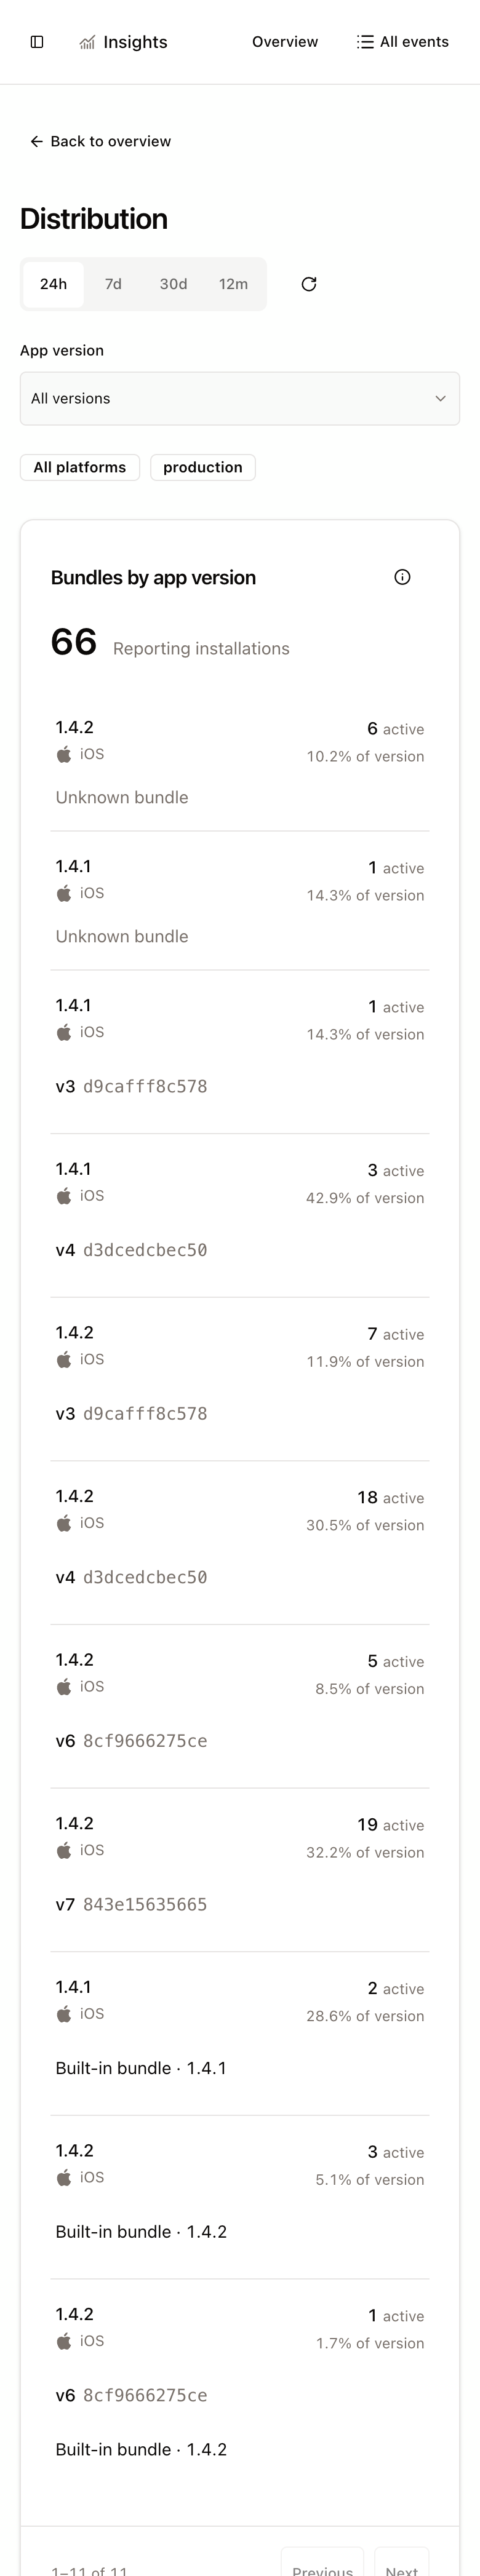 Insights
Overview
All events
Back to overview
Distribution
24h
7d
30d
12m
App version
All versions
All platforms
production
Bundles by app version
66 Reporting installations
1.4.2
6 active
iOS
10.2% of version
Unknown bundle
1.4.1
1 active
iOS
14.3% of version
Unknown bundle
1.4.1
1 active
iOS
14.3% of version
v3 d9cafff8c578
1.4.1
3 active
iOS
42.9% of version
v4 d3dcedcbec50
1.4.2
7 active
iOS
11.9% of version
v3 d9cafff8c578
1.4.2
18 active
iOS
30.5% of version
v4 d3dcedcbec50
1.4.2
5 active
iOS
8.5% of version
v6 8cf9666275ce
1.4.2
19 active
iOS
32.2% of version
v7 843e15635665
1.4.1
2 active
iOS
28.6% of version
Built-in bundle · 1.4.1
1.4.2
3 active
iOS
5.1% of version
Built-in bundle · 1.4.2
1.4.2
1 active
iOS
1.7% of version
v6 8cf9666275ce
Built-in bundle · 1.4.2
1–11 of 11
Previous
Next